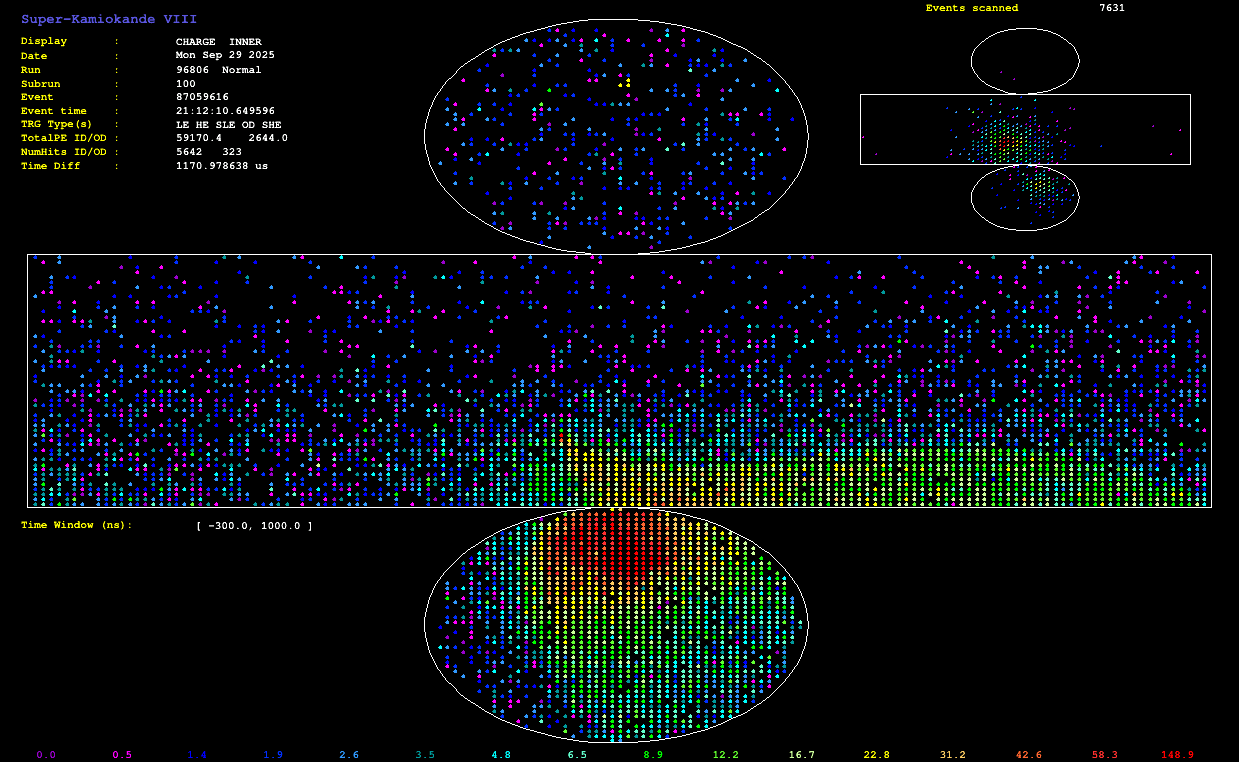 Super-Kamiokande VIII
Events scanned 7631
Display : CHARGE INNER
Date : Mon Sep 29 2025
Run : 96806 Normal
Subrun : 100
Event : 87059616
Event time : 21:12:10.649596
TRG Type(s) : LE HE SLE OD SHE
TotalPE ID/OD : 59170.4 2644.0
NumHits ID/OD : 5642 323
Time Diff : 1170.978638 us
Time Window (ns): [ -300.0, 1000.0 ]
0.0 0.5 1.4 1.9 2.6 3.5 4.8 6.5 8.9 12.2 16.7 22.8 31.2 42.6 58.3 148.9